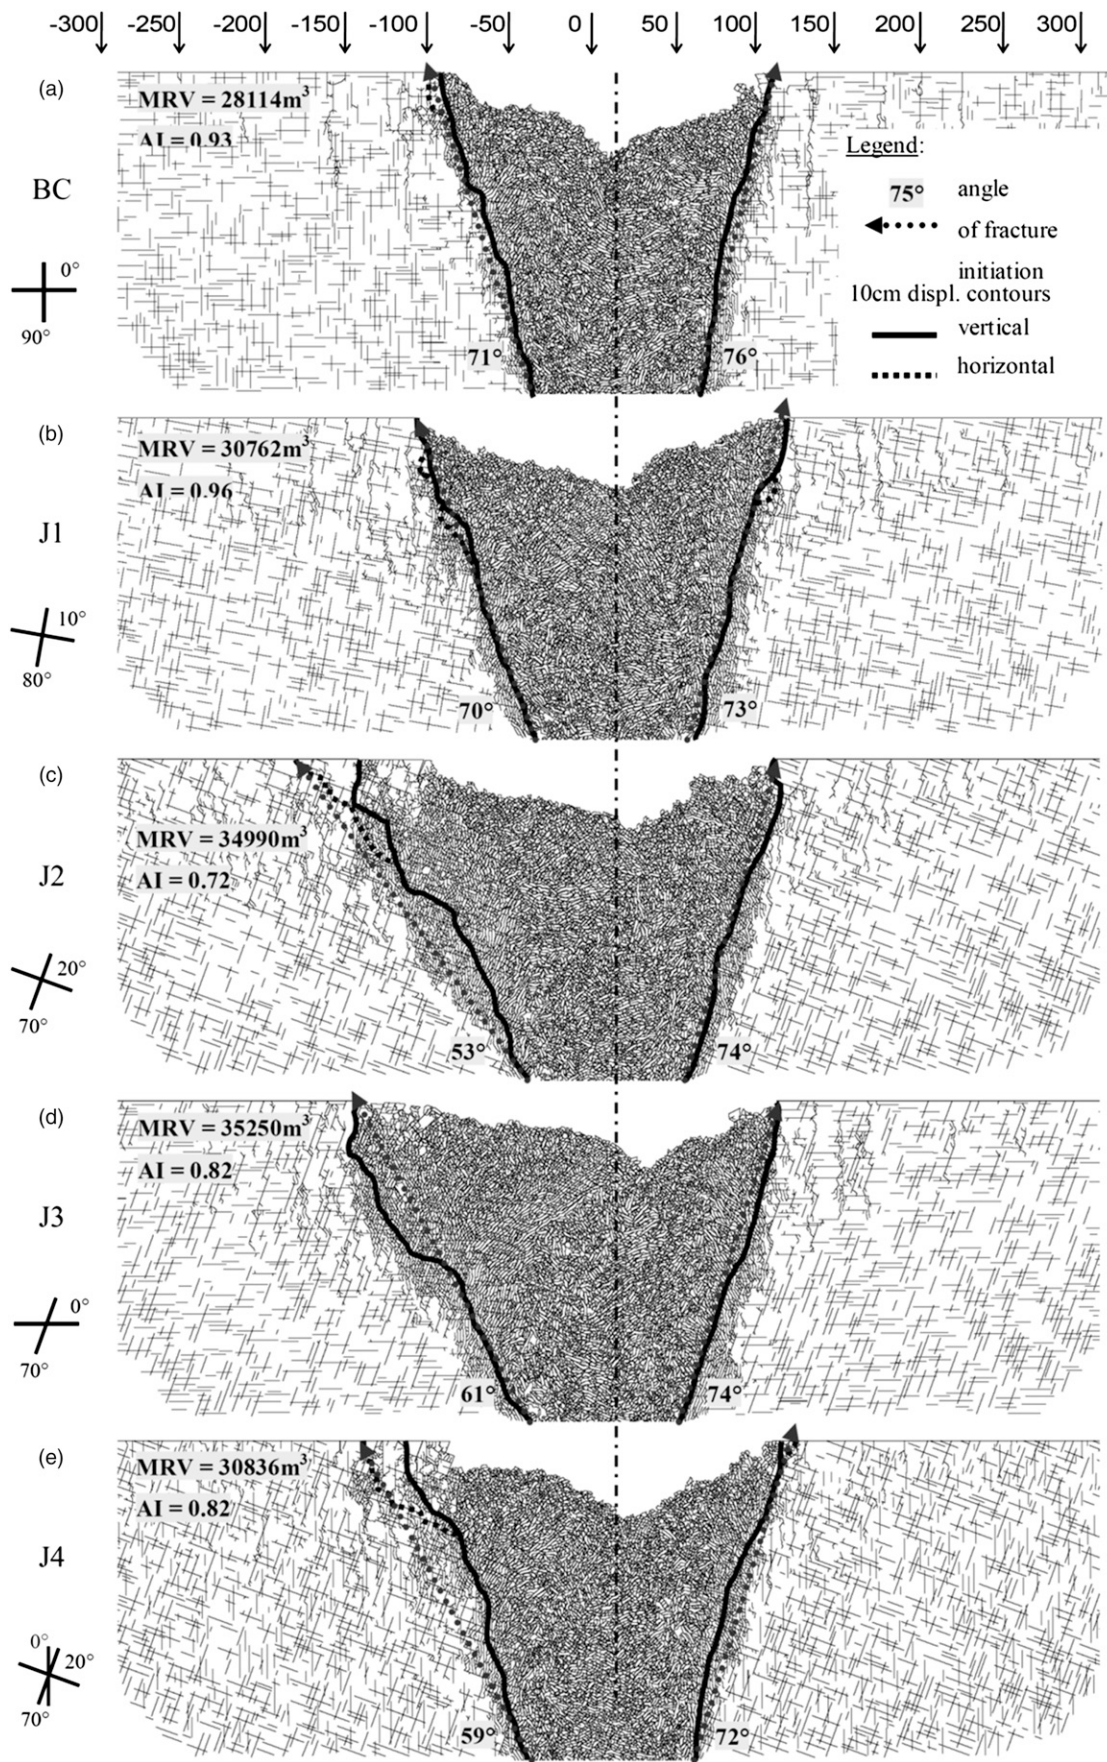 -300 -250 -200 -150 -100 -50 0 50 100 150 200 250 300
(a)
MRV = 28114m³
AI = 0.93
BC
0°
90°
71°
76°
Legend:
75° angle
of fracture
initiation
10cm displ. contours
vertical
horizontal
(b)
MRV = 30762m³
AI = 0.96
J1
10°
80°
70°
73°
(c)
MRV = 34990m³
AI = 0.72
J2
20°
70°
53°
74°
(d)
MRV = 35250m³
AI = 0.82
J3
0°
70°
61°
74°
(e)
MRV = 30836m³
AI = 0.82
J4
0°
20°
70°
59°
72°